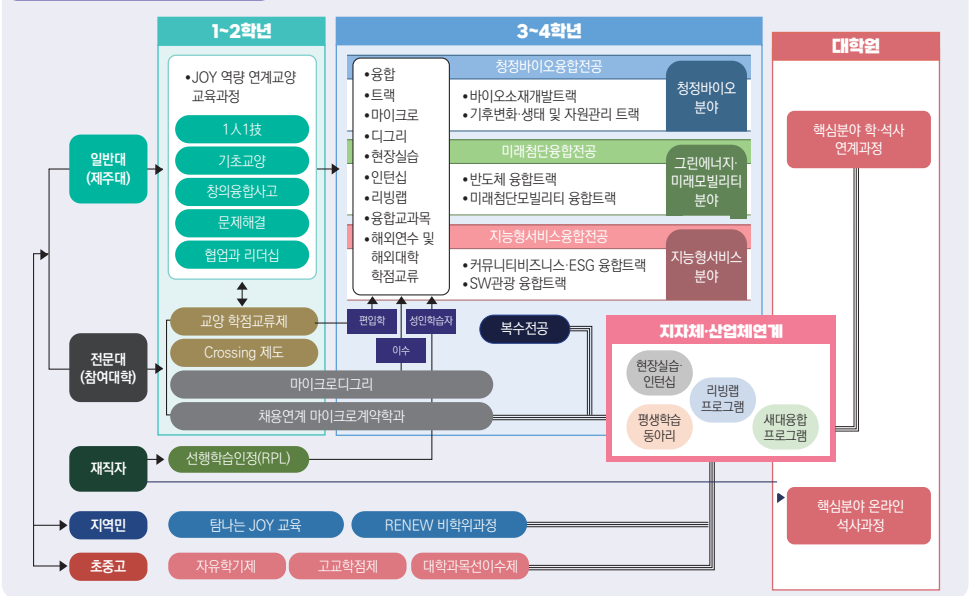 1~2학년
3~4학년
대학원
일반대
(제주대)
•JOY 역량 연계교양
교육과정
1人1技
기초교양
창의융합사고
문제해결
협업과 리더십
•융합
•트랙
•마이크로
•디그리
•현장실습
•인턴십
•리빙랩
•융합교과목
•해외연수 및
해외대학
학점교류
청정바이오융합전공
•바이오소재개발트랙
•기후변화·생태 및 자원관리 트랙
청정바이오
분야
미래첨단융합전공
•반도체 융합트랙
•미래첨단모빌리티 융합트랙
그린에너지·
미래모빌리티
분야
지능형서비스융합전공
•커뮤니티비즈니스·ESG 융합트랙
•SW관광 융합트랙
지능형서비스
분야
핵심분야 학·석사
연계과정
전문대
(참여대학)
교양 학점교류제
Crossing 제도
마이크로디그리
채용연계 마이크로계약학과
편입학
이수
성인학습자
복수전공
지자체·산업체연계
현장실습·
인턴십
리빙랩
프로그램
평생학습
동아리
새대융합
프로그램
재직자
선행학습인정(RPL)
핵심분야 온라인
석사과정
지역민
탐나는 JOY 교육
RENEW 비학위과정
초중고
자유학기제
고교학점제
대학과목선이수제